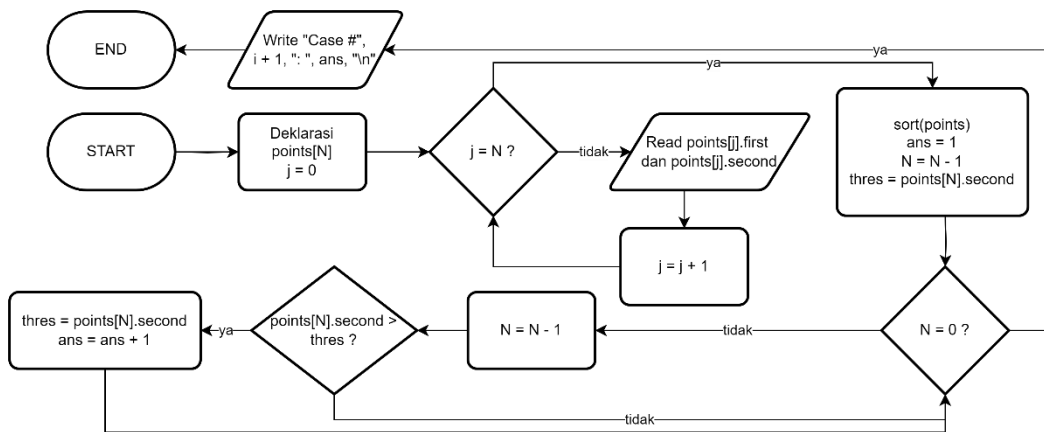 END
Write "Case #",
i + 1, ": ", ans, "\n"
ya
ya
START
Deklarasi
points[N]
j = 0
j = N ?
tidak
Read points[j].first
dan points[j].second
sort(points)
ans = 1
N = N - 1
thres = points[N].second
j = j + 1
thres = points[N].second
ans = ans + 1
ya
points[N].second >
thres ?
N = N - 1
tidak
N = 0 ?
tidak